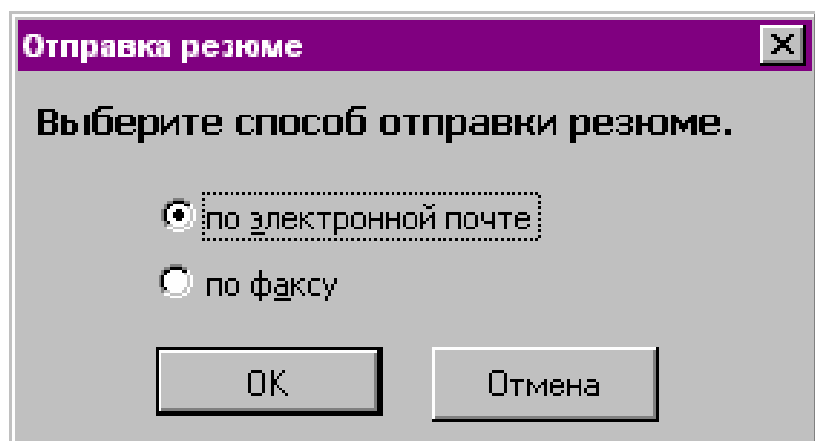 Отправка резюме
Выберите способ отправки резюме.
по электронной почте
по факсу
OK
Отмена